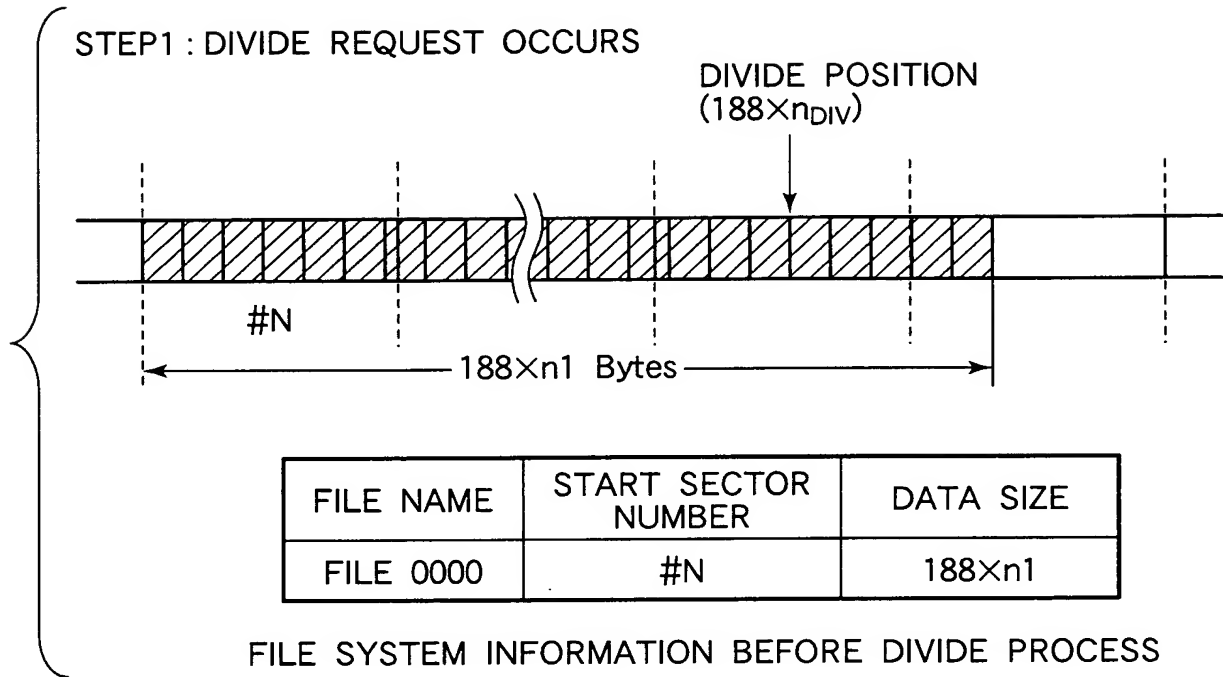 STEP1 : DIVIDE REQUEST OCCURS
DIVIDE POSITION
(188×nDIV)
#N
188×n1 Bytes
FILE NAME
START SECTOR
NUMBER
DATA SIZE
FILE 0000
#N
188×n1
FILE SYSTEM INFORMATION BEFORE DIVIDE PROCESS